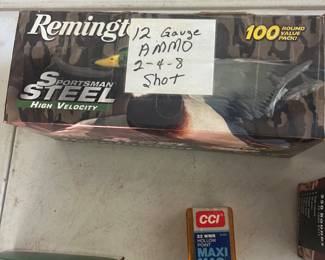 Remingt
12 Gauge
AMMO
2-4-8
Shot
100 ROUND
VALUE
PACK!
SPORTSMAN
STEEL
HIGH VELOCITY
CCI
22 WMR
HOLLOW
POINT
MAXI
MAG